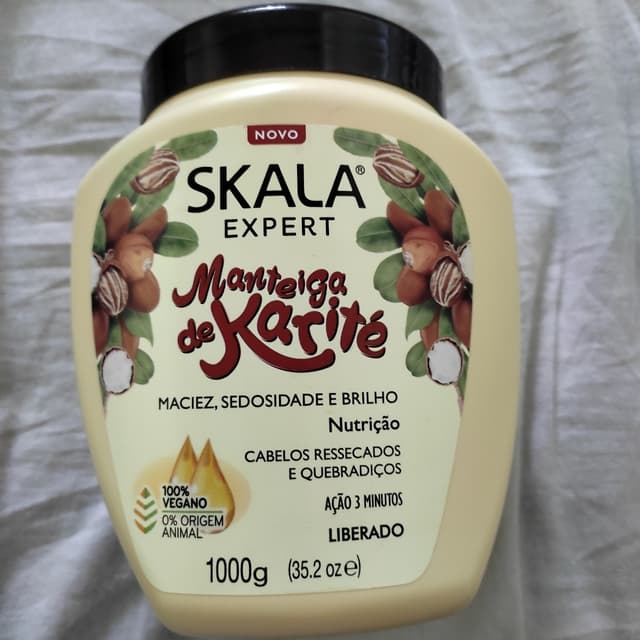 NOVO
SKALA®
EXPERT
Manteiga
de Karité
MACIEZ, SEDOSIDADE E BRILHO
Nutrição
CABELOS RESSECADOS
E QUEBRADIÇOS
100%
VEGANO
0% ORIGEM
ANIMAL
AÇÃO 3 MINUTOS
LIBERADO
1000g (35.2 oz ℮)